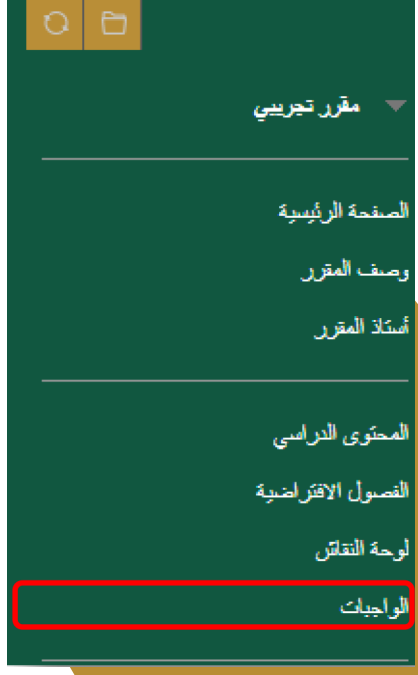 مقرر تجريبي
الصفحة الرئيسية
وصف المقرر
أستاذ المقرر
المحتوى الدراسي
الفصول الافتراضية
لوحة النقاش
الواجبات